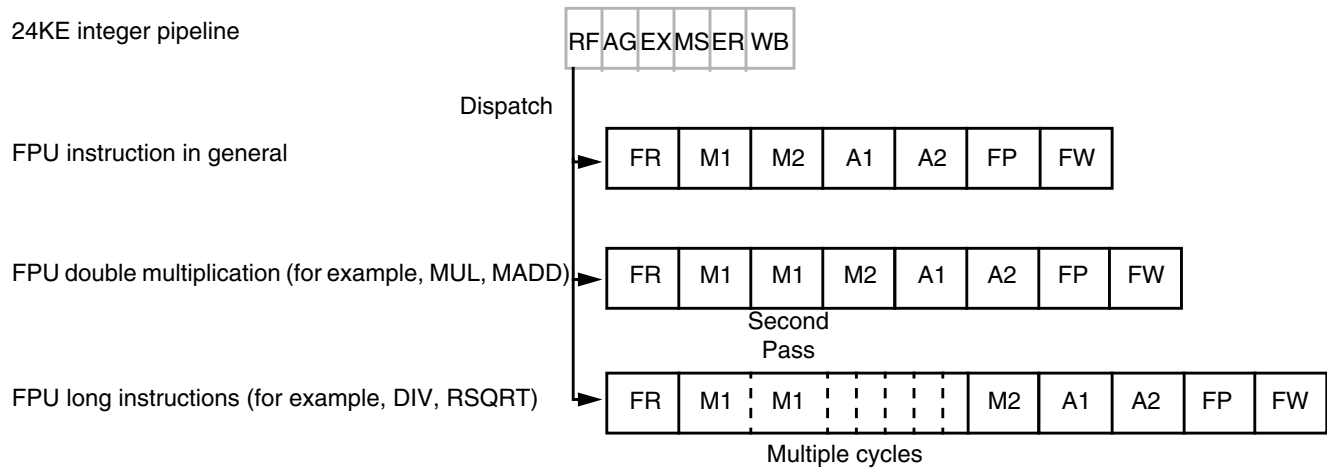 24KE integer pipeline
RF AG EX MS ER WB
Dispatch
FPU instruction in general
FR M1 M2 A1 A2 FP FW
FPU double multiplication (for example, MUL, MADD)
FR M1 M1 M2 A1 A2 FP FW
Second
Pass
FPU long instructions (for example, DIV, RSQRT)
FR M1 M1 M2 A1 A2 FP FW
Multiple cycles